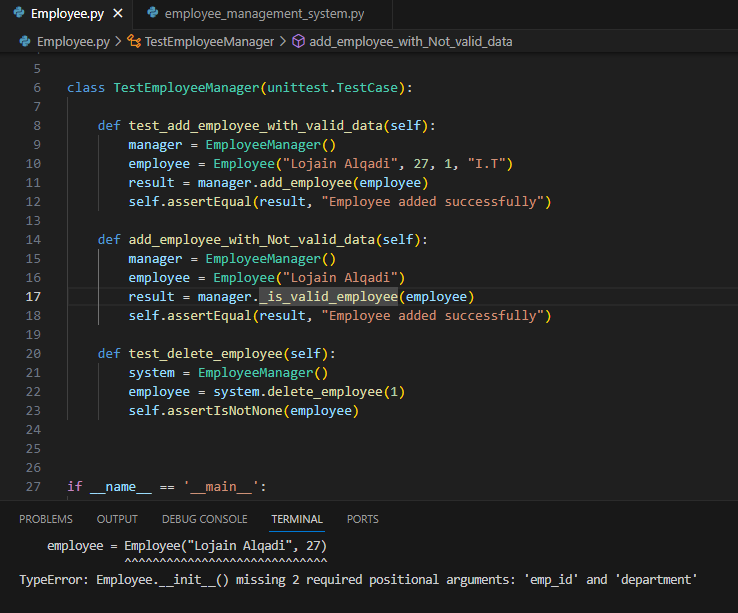 Employee.py × employee_management_system.py
Employee.py > TestEmployeeManager > add_employee_with_Not_valid_data
5
6 class TestEmployeeManager(unittest.TestCase):
7
8     def test_add_employee_with_valid_data(self):
9         manager = EmployeeManager()
10         employee = Employee("Lojain Alqadi", 27, 1, "I.T")
11         result = manager.add_employee(employee)
12         self.assertEqual(result, "Employee added successfully")
13
14     def add_employee_with_Not_valid_data(self):
15         manager = EmployeeManager()
16         employee = Employee("Lojain Alqadi")
17         result = manager._is_valid_employee(employee)
18         self.assertEqual(result, "Employee added successfully")
19
20     def test_delete_employee(self):
21         system = EmployeeManager()
22         employee = system.delete_employee(1)
23         self.assertIsNotNone(employee)
24
25
26
27 if __name__ == '__main__':
PROBLEMS OUTPUT DEBUG CONSOLE TERMINAL PORTS
    employee = Employee("Lojain Alqadi", 27)
               ^^^^^^^^^^^^^^^^^^^^^^^^^^^^^
TypeError: Employee.__init__() missing 2 required positional arguments: 'emp_id' and 'department'